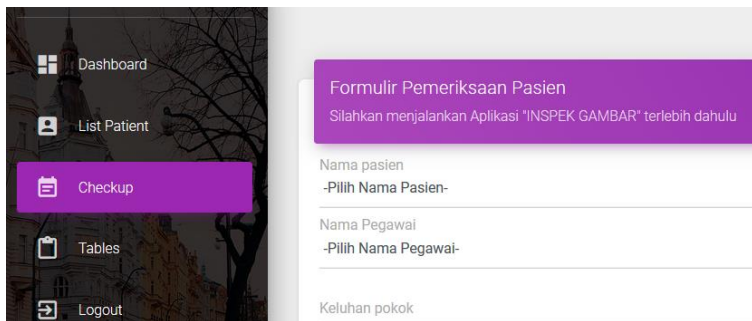 Dashboard
List Patient
Checkup
Tables
Logout
Formulir Pemeriksaan Pasien
Silahkan menjalankan Aplikasi "INSPEK GAMBAR" terlebih dahulu
Nama pasien
-Pilih Nama Pasien-
Nama Pegawai
-Pilih Nama Pegawai-
Keluhan pokok